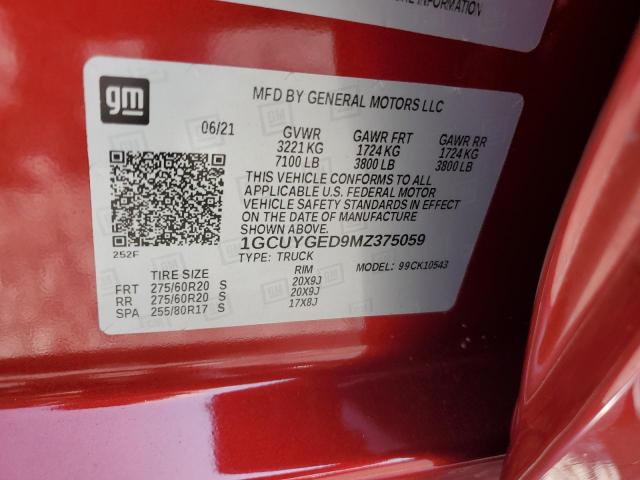 INFORMATION
gm
MFD BY GENERAL MOTORS LLC
06/21 GVWR GAWR FRT GAWR RR
3221 KG 1724 KG 1724 KG
7100 LB 3800 LB 3800 LB
THIS VEHICLE CONFORMS TO ALL
APPLICABLE U.S. FEDERAL MOTOR
VEHICLE SAFETY STANDARDS IN EFFECT
ON THE DATE OF MANUFACTURE
SHOWN ABOVE.
1GCUYGED9MZ375059
252F
TYPE: TRUCK MODEL: 99CK10543
TIRE SIZE RIM
FRT 275/60R20 S 20X9J
RR 275/60R20 S 20X9J
SPA 255/80R17 S 17X8J